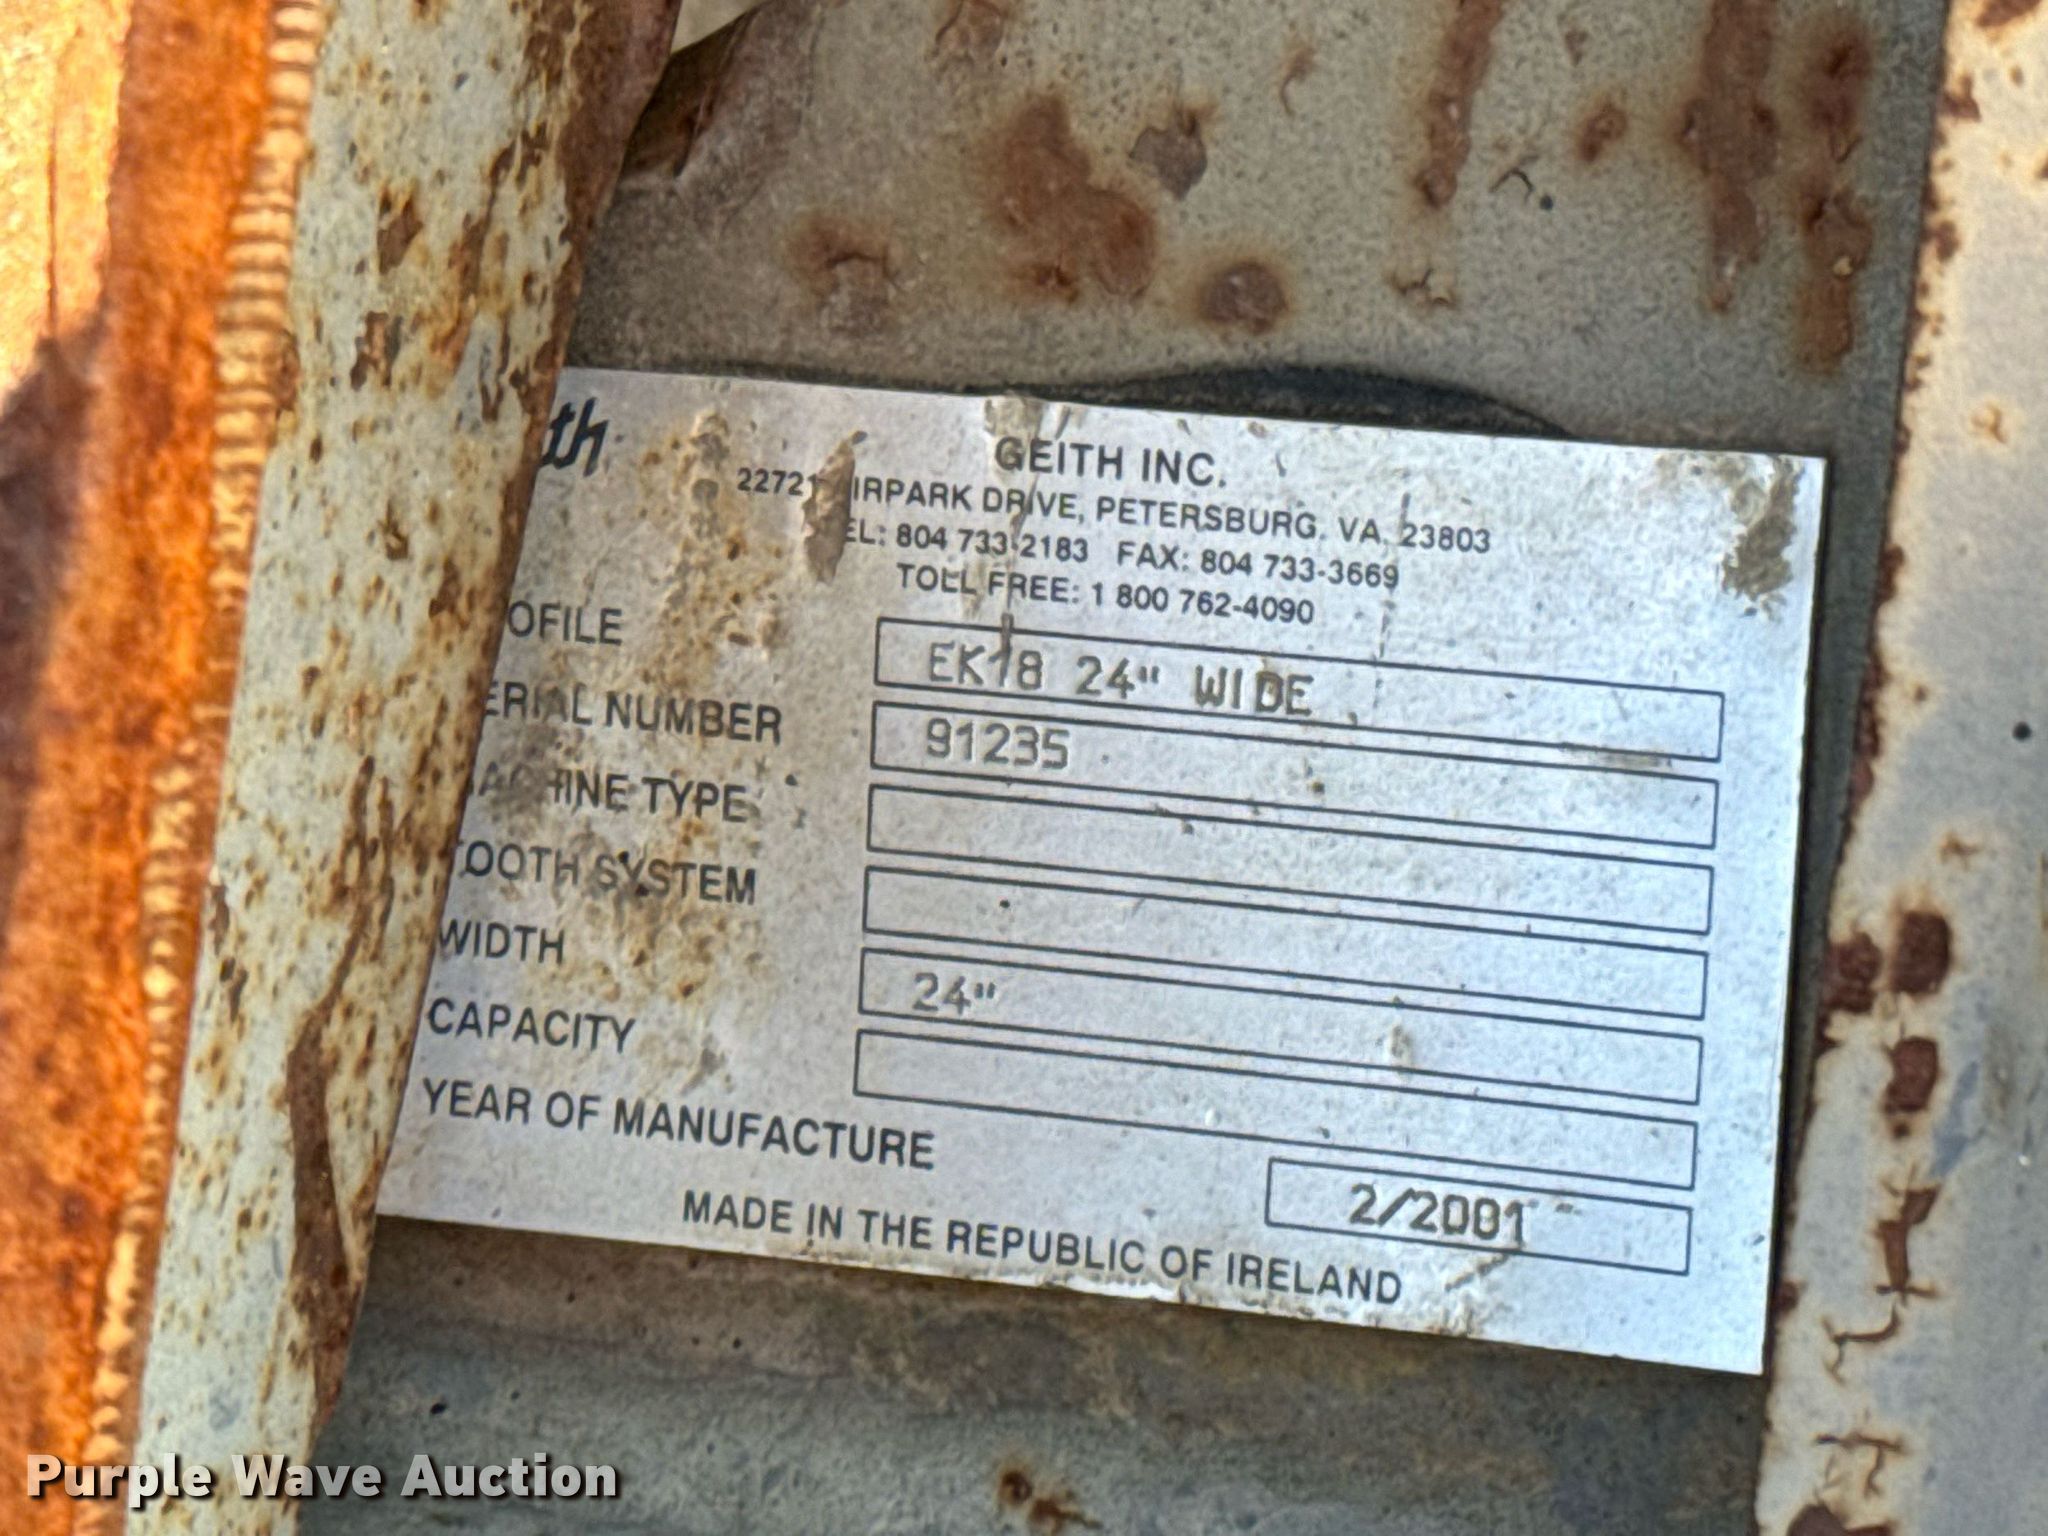 th
GEITH INC.
22721 IRPARK DRIVE, PETERSBURG, VA, 23803
EL: 804 733-2183 FAX: 804 733-3669
TOLL FREE: 1 800 762-4090
OFILE EK18 24" WIDE
ERIAL NUMBER 91235
ACHINE TYPE
TOOTH SYSTEM
WIDTH 24"
CAPACITY
YEAR OF MANUFACTURE 2/2001
MADE IN THE REPUBLIC OF IRELAND
Purple Wave Auction